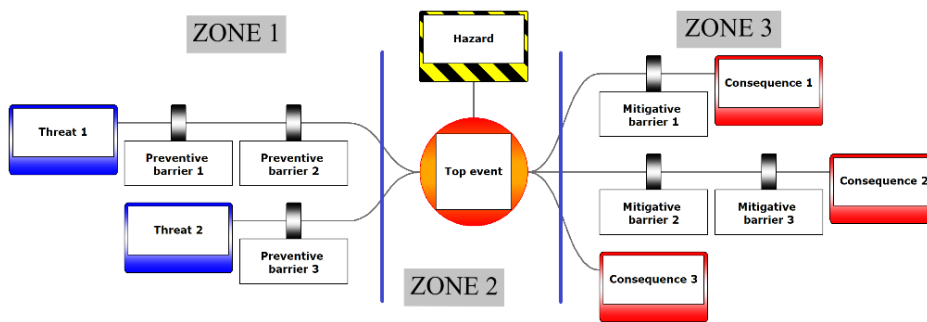 ZONE 1
Hazard
ZONE 3
Consequence 1
Threat 1
Mitigative
barrier 1
Preventive
barrier 1
Preventive
barrier 2
Top event
Consequence 2
Threat 2
Mitigative
barrier 2
Mitigative
barrier 3
Preventive
barrier 3
Consequence 3
ZONE 2